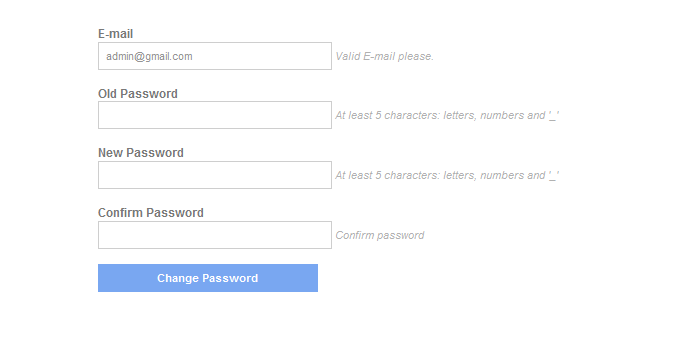 E-mail
admin@gmail.com Valid E-mail please.
Old Password
At least 5 characters: letters, numbers and '_'
New Password
At least 5 characters: letters, numbers and '_'
Confirm Password
Confirm password
Change Password